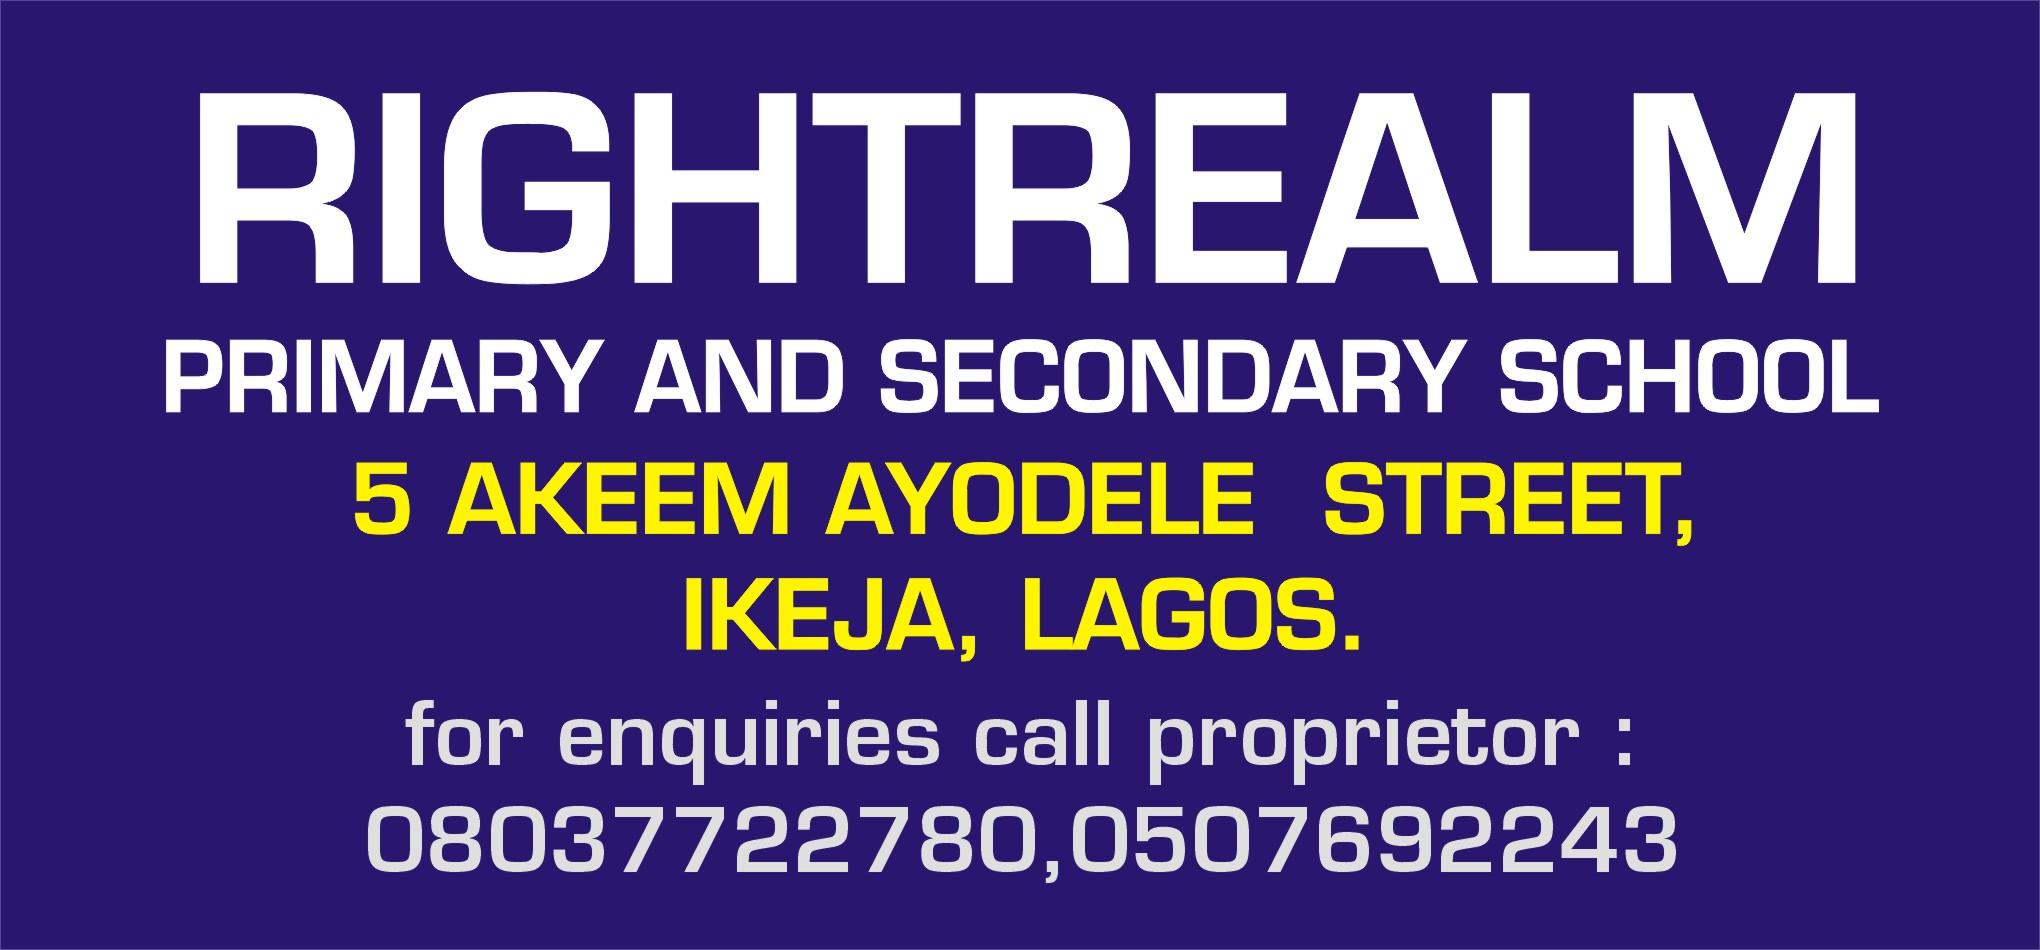 RIGHTREALM
PRIMARY AND SECONDARY SCHOOL
5 AKEEM AYODELE  STREET,
IKEJA, LAGOS.
for enquiries call proprietor :
08037722780,0507692243